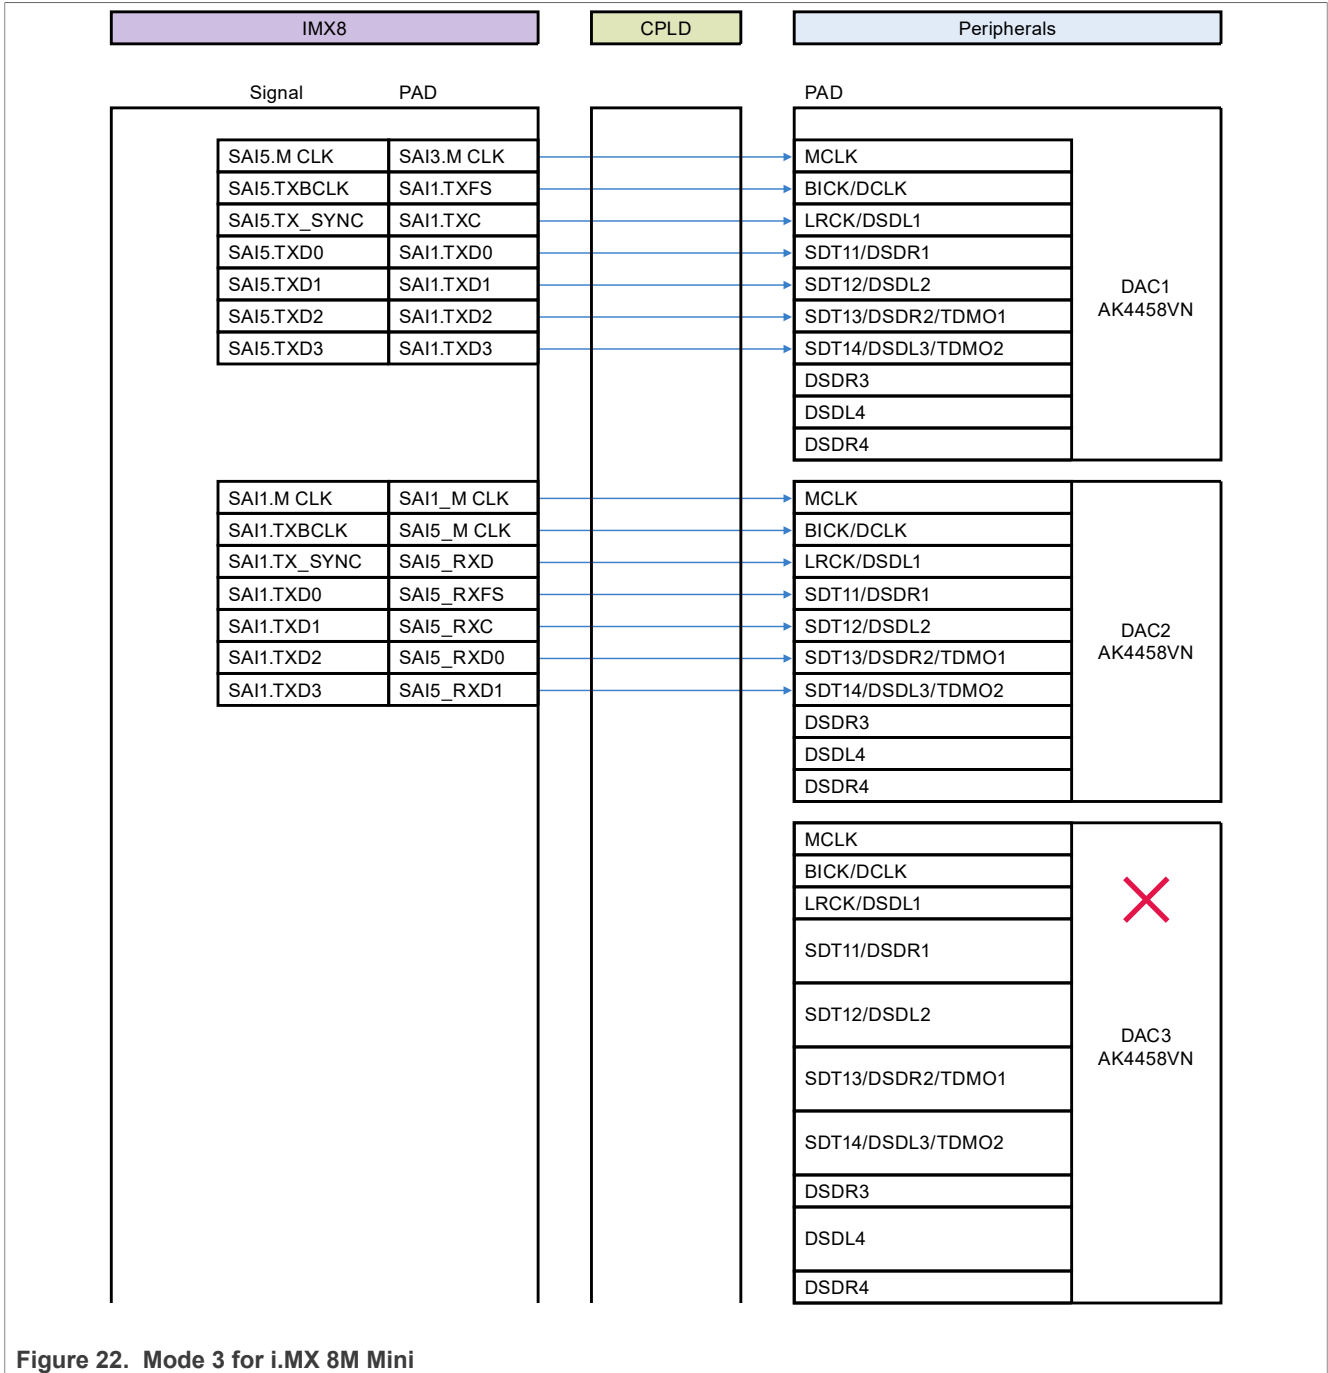 IMX8 CPLD Peripherals
Signal PAD PAD
SAI5.M CLK SAI3.M CLK MCLK
SAI5.TXBCLK SAI1.TXFS BICK/DCLK
SAI5.TX_SYNC SAI1.TXC LRCK/DSDL1
SAI5.TXD0 SAI1.TXD0 SDT11/DSDR1
SAI5.TXD1 SAI1.TXD1 SDT12/DSDL2
SAI5.TXD2 SAI1.TXD2 SDT13/DSDR2/TDMO1
SAI5.TXD3 SAI1.TXD3 SDT14/DSDL3/TDMO2
DSDR3
DSDL4
DSDR4
DAC1
AK4458VN
SAI1.M CLK SAI1_M CLK MCLK
SAI1.TXBCLK SAI5_M CLK BICK/DCLK
SAI1.TX_SYNC SAI5_RXD LRCK/DSDL1
SAI1.TXD0 SAI5_RXFS SDT11/DSDR1
SAI1.TXD1 SAI5_RXC SDT12/DSDL2
SAI1.TXD2 SAI5_RXD0 SDT13/DSDR2/TDMO1
SAI1.TXD3 SAI5_RXD1 SDT14/DSDL3/TDMO2
DSDR3
DSDL4
DSDR4
DAC2
AK4458VN
MCLK
BICK/DCLK
LRCK/DSDL1
SDT11/DSDR1
SDT12/DSDL2
SDT13/DSDR2/TDMO1
SDT14/DSDL3/TDMO2
DSDR3
DSDL4
DSDR4
DAC3
AK4458VN
Figure 22. Mode 3 for i.MX 8M Mini